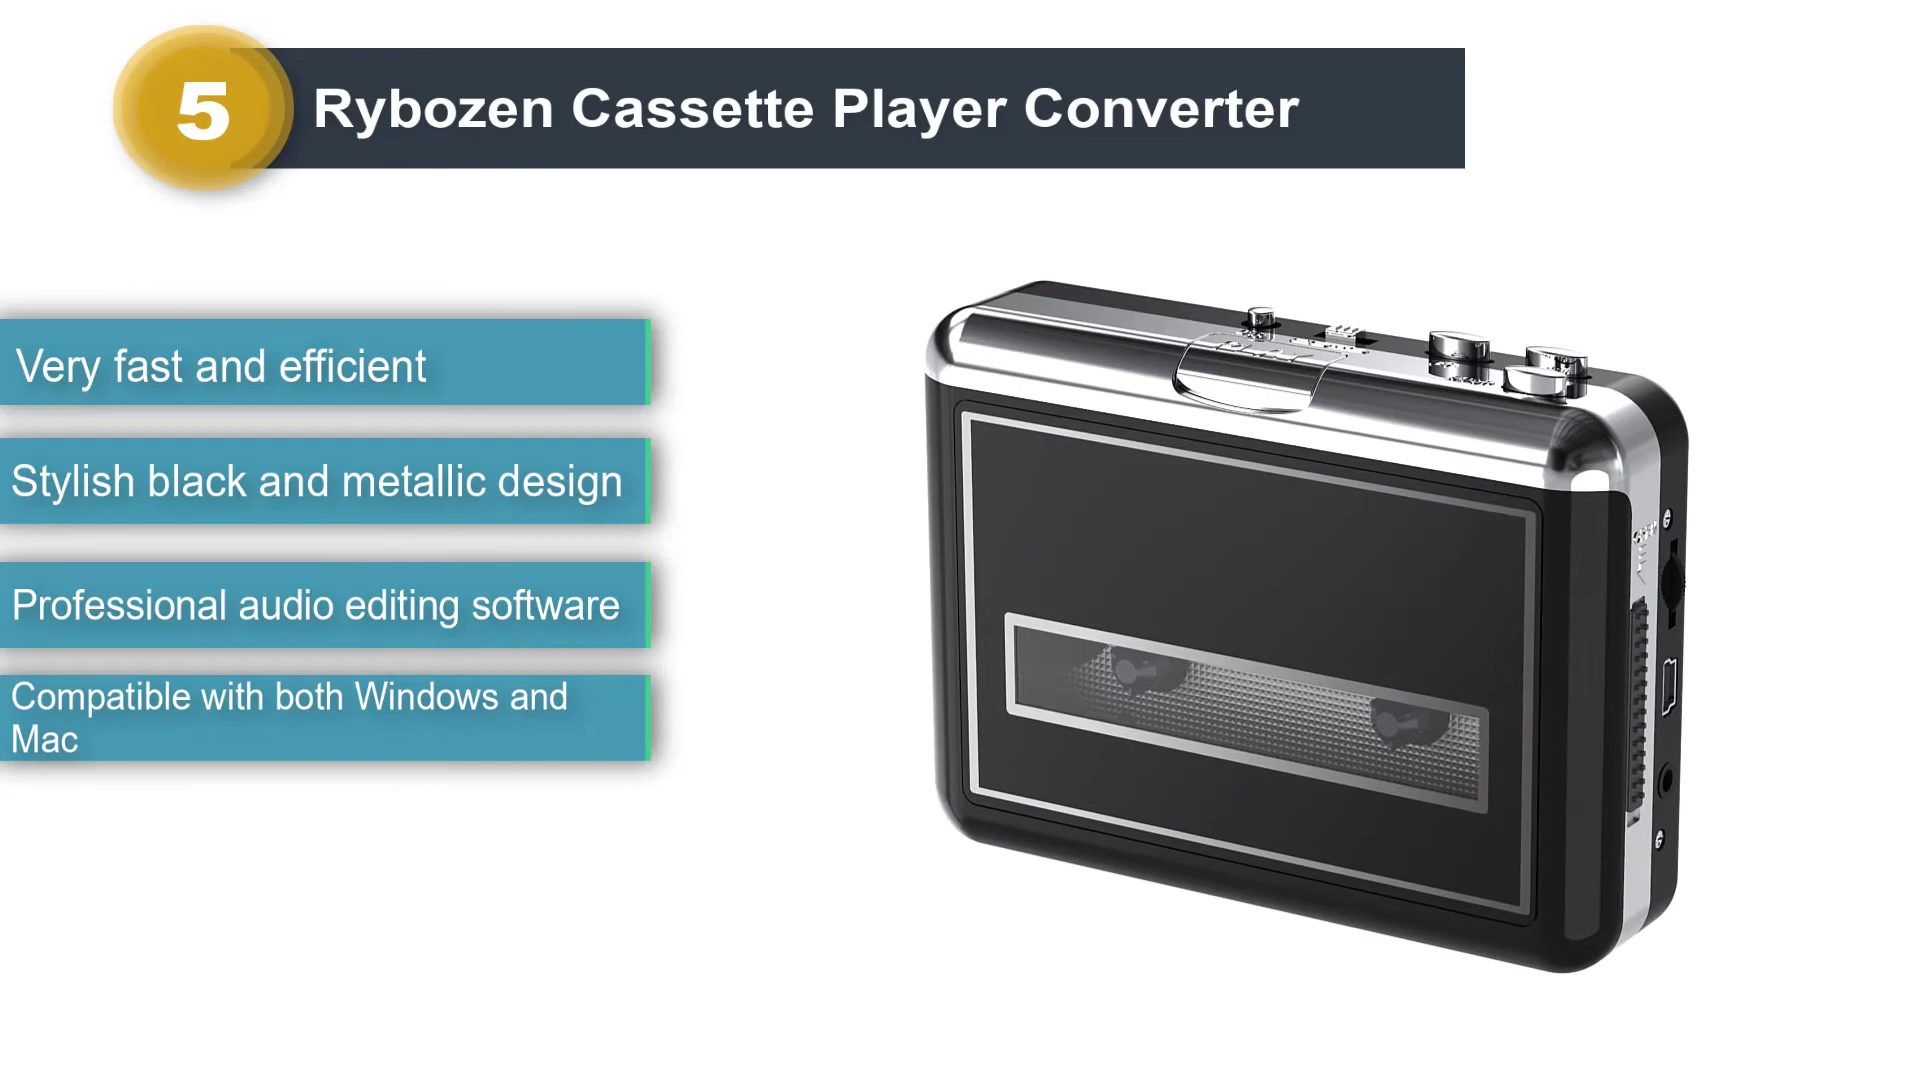 5
Rybozen Cassette Player Converter
Very fast and efficient
Stylish black and metallic design
Professional audio editing software
Compatible with both Windows and
Mac